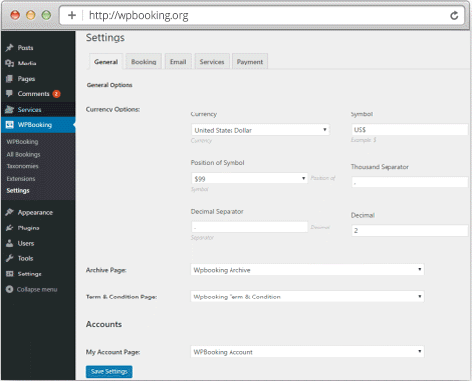 http://wpbooking.org
Posts
Media
Pages
Comments 2
Services
WPBooking
WPBooking
All Bookings
Taxonomies
Extensions
Settings
Appearance
Plugins
Users
Tools
Settings
Collapse menu
Settings
General Booking Email Services Payment
General Options
Currency Options:
Currency Symbol
United States Dollar US$
Currency Example: $
Position of Symbol Thousand Separator
$99 Position of ,
Symbol
Decimal Separator Decimal
. Decimal 2
Separator
Archive Page: Wpbooking Archive
Term & Condition Page: Wpbooking Term & Condition
Accounts
My Account Page: WPBooking Account
Save Settings